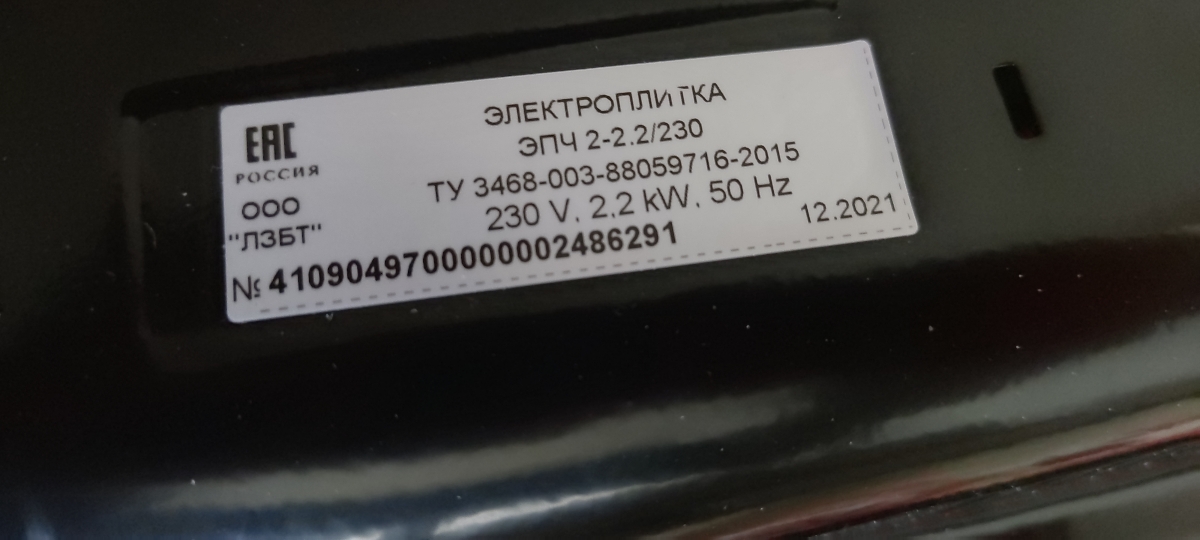 EAC
РОССИЯ
ООО
"ЛЗБТ"
ЭЛЕКТРОПЛИТКА
ЭПЧ 2-2.2/230
ТУ 3468-003-88059716-2015
230 V. 2.2 kW. 50 Hz
12.2021
№ 4109049700000002486291